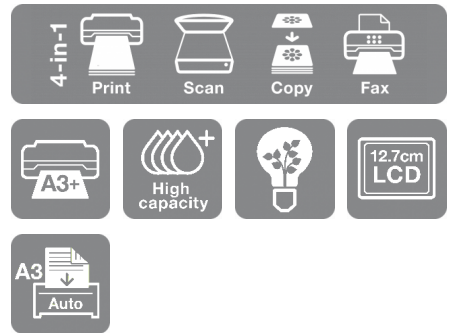 4-in-1
Print
Scan
Copy
Fax
A3+
High
capacity
12.7cm
LCD
A3
Auto